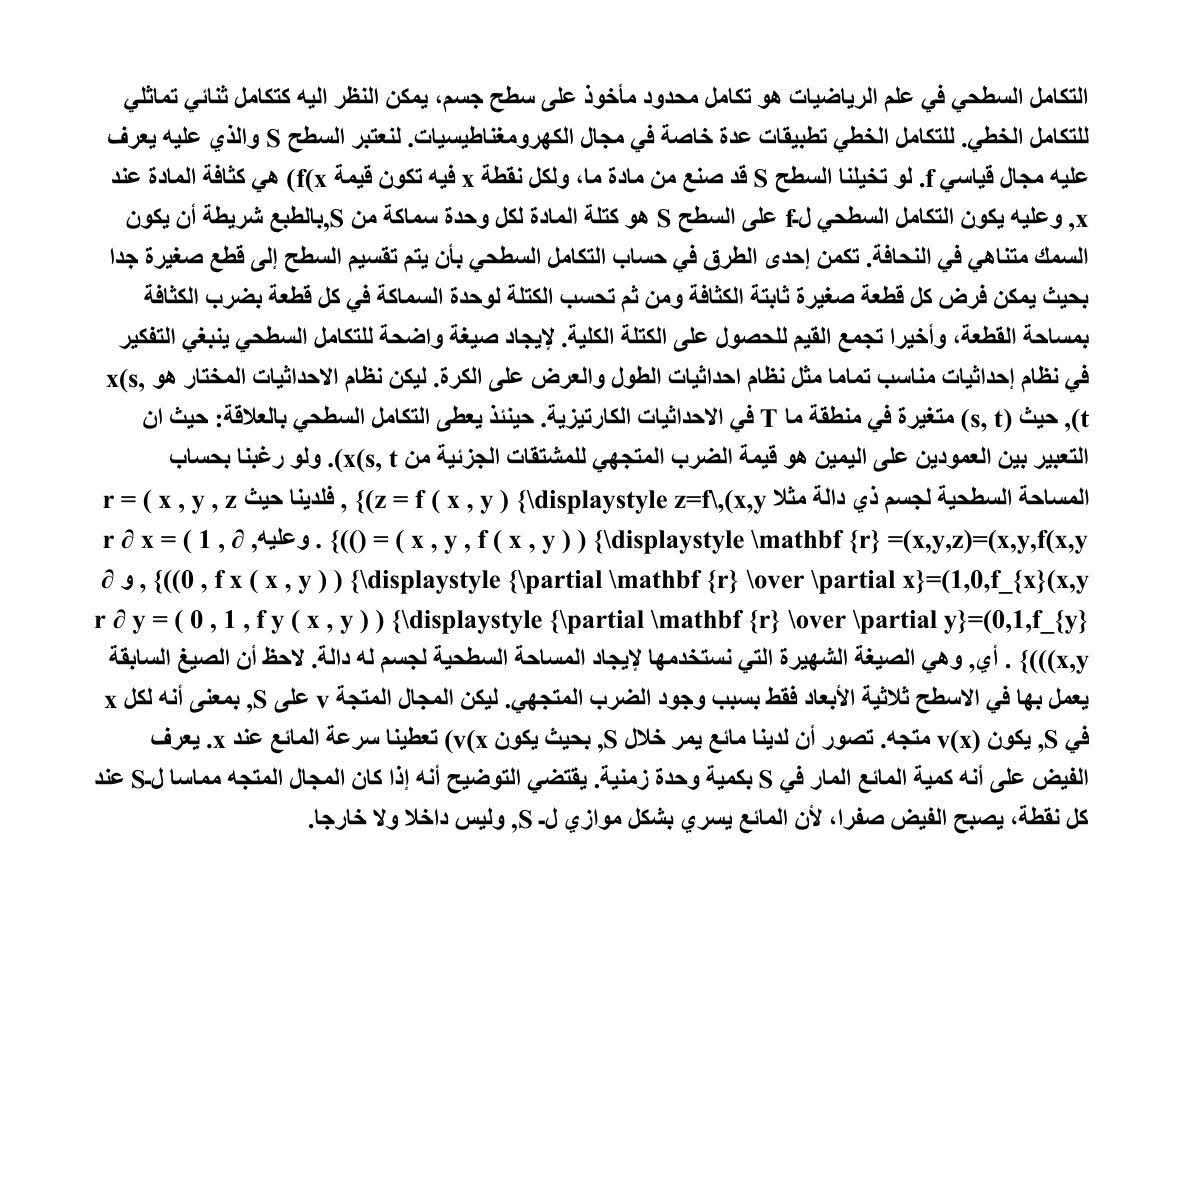 التكامل السطحي في علم الرياضيات هو تكامل محدود مأخوذ على سطح جسم، يمكن النظر اليه كتكامل ثنائي تماثلي
للتكامل الخطي. للتكامل الخطي تطبيقات عدة خاصة في مجال الكهرومغناطيسيات. لنعتبر السطح S والذي عليه يعرف
عليه مجال قياسي f. لو تخيلنا السطح S قد صنع من مادة ما، ولكل نقطة x فيه تكون قيمة f(x) هي كثافة المادة عند
x, وعليه يكون التكامل السطحي ل‍f على السطح S هو كتلة المادة لكل وحدة سماكة من S,بالطبع شريطة أن يكون
السمك متناهي في النحافة. تكمن إحدى الطرق في حساب التكامل السطحي بأن يتم تقسيم السطح إلى قطع صغيرة جدا
بحيث يمكن فرض كل قطعة صغيرة ثابتة الكثافة ومن ثم تحسب الكتلة لوحدة السماكة في كل قطعة بضرب الكثافة
بمساحة القطعة، وأخيرا تجمع القيم للحصول على الكتلة الكلية. لإيجاد صيغة واضحة للتكامل السطحي ينبغي التفكير
في نظام إحداثيات مناسب تماما مثل نظام احداثيات الطول والعرض على الكرة. ليكن نظام الاحداثيات المختار هو x(s,
t), حيث (s, t) متغيرة في منطقة ما T في الاحداثيات الكارتيزية. حينئذ يعطى التكامل السطحي بالعلاقة: حيث ان
التعبير بين العمودين على اليمين هو قيمة الضرب المتجهي للمشتقات الجزئية من x(s, t). ولو رغبنا بحساب
المساحة السطحية لجسم ذي دالة مثلا z = f ( x , y ) {\displaystyle z=f\,(x,y)} , فلدينا حيث r = ( x , y , z
) = ( x , y , f ( x , y ) ) {\displaystyle \mathbf {r} =(x,y,z)=(x,y,f(x,y))} . وعليه, ∂ r ∂ x = ( 1 ,
0 , f x ( x , y ) ) {\displaystyle {\partial \mathbf {r} \over \partial x}=(1,0,f_{x}(x,y))} , و ∂
r ∂ y = ( 0 , 1 , f y ( x , y ) ) {\displaystyle {\partial \mathbf {r} \over \partial y}=(0,1,f_{y}
(x,y))} . أي, وهي الصيغة الشهيرة التي نستخدمها لإيجاد المساحة السطحية لجسم له دالة. لاحظ أن الصيغ السابقة
يعمل بها في الاسطح ثلاثية الأبعاد فقط بسبب وجود الضرب المتجهي. ليكن المجال المتجة v على S, بمعنى أنه لكل x
في S, يكون v(x) متجه. تصور أن لدينا مائع يمر خلال S, بحيث يكون v(x) تعطينا سرعة المائع عند x. يعرف
الفيض على أنه كمية المائع المار في S بكمية وحدة زمنية. يقتضي التوضيح أنه إذا كان المجال المتجه مماسا ل‍S عند
كل نقطة، يصبح الفيض صفرا، لأن المائع يسري بشكل موازي لـ S, وليس داخلا ولا خارجا.